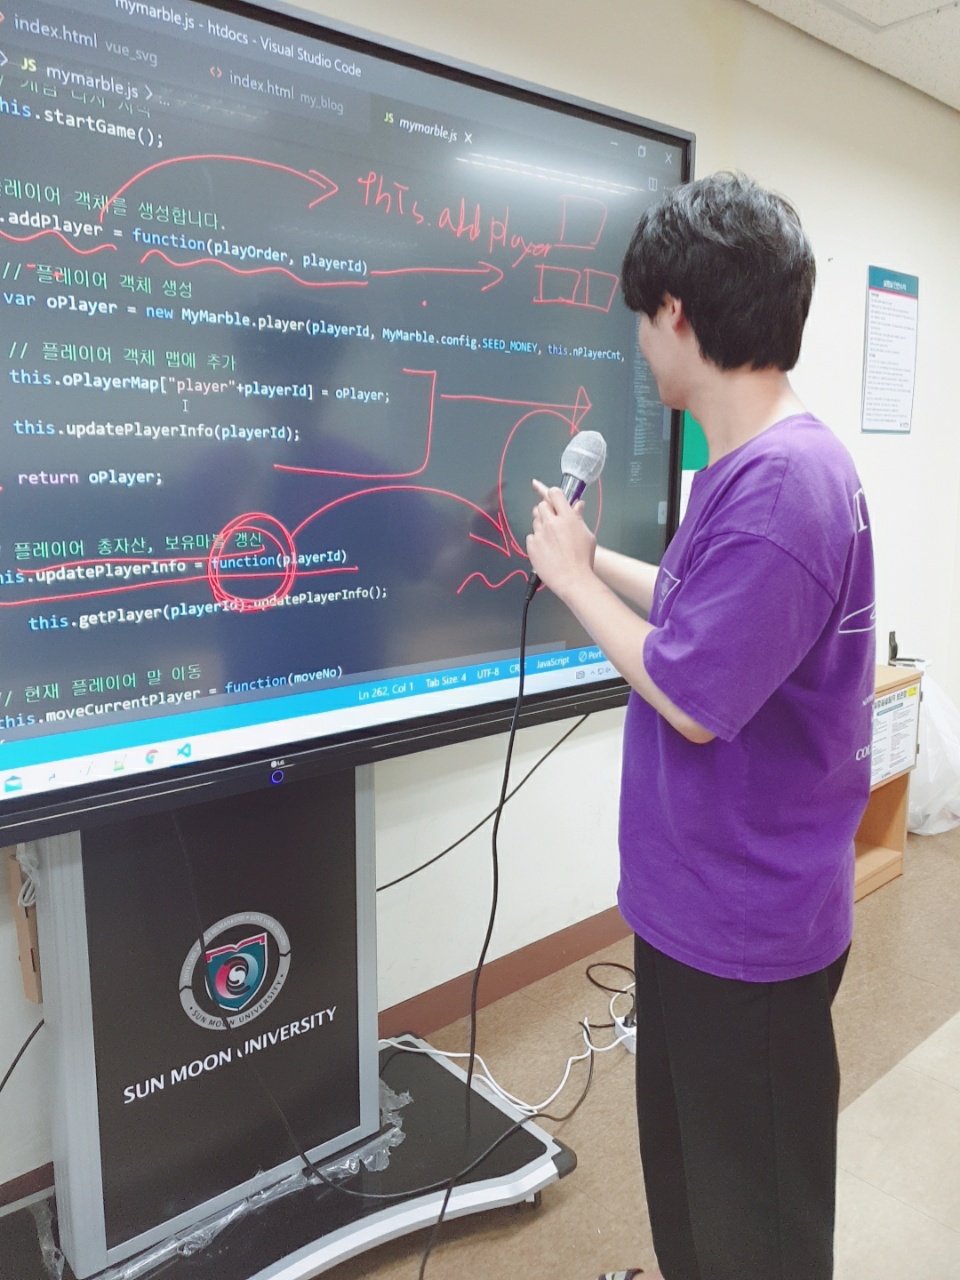 mymarble.js - htdocs - Visual Studio Code
index.html vue_svg
index.html my_blog
JS mymarble.js X
JS mymarble.js > ...
this.startGame();
플레이어 객체를 생성합니다.
.addPlayer = function(playOrder, playerId)
// 플레이어 객체 생성
var oPlayer = new MyMarble.player(playerId, MyMarble.config.SEED_MONEY, this.nPlayerCnt,
// 플레이어 객체 맵에 추가
this.oPlayerMap["player"+playerId] = oPlayer;
this.updatePlayerInfo(playerId);
return oPlayer;
플레이어 총자산, 보유마블 갱신
this.updatePlayerInfo = function(playerId)
this.getPlayer(playerId).updatePlayerInfo();
// 현재 플레이어 말 이동
this.moveCurrentPlayer = function(moveNo)
this.add player
Ln 262, Col 1 Tab Size: 4 UTF-8 JavaScript Port
LG
SUN MOON UNIVERSITY
SUN MOON UNIVERSITY